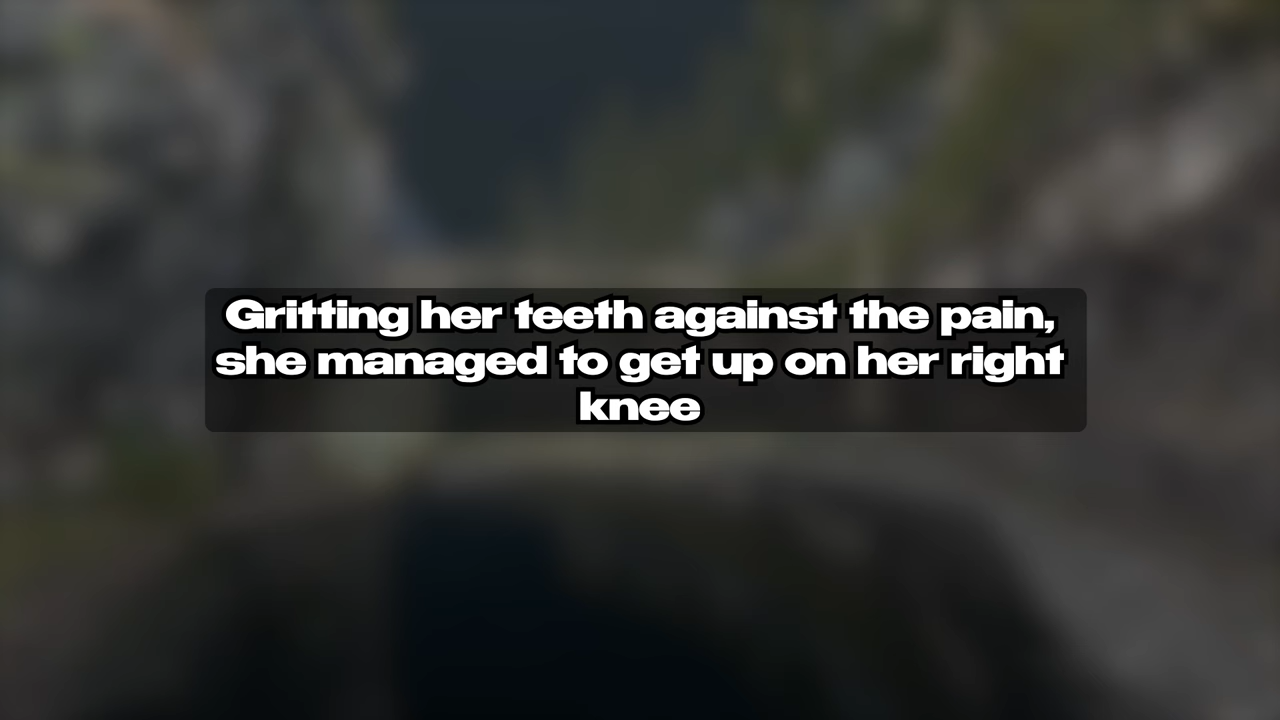 Gritting her teeth against the pain,
she managed to get up on her right
knee